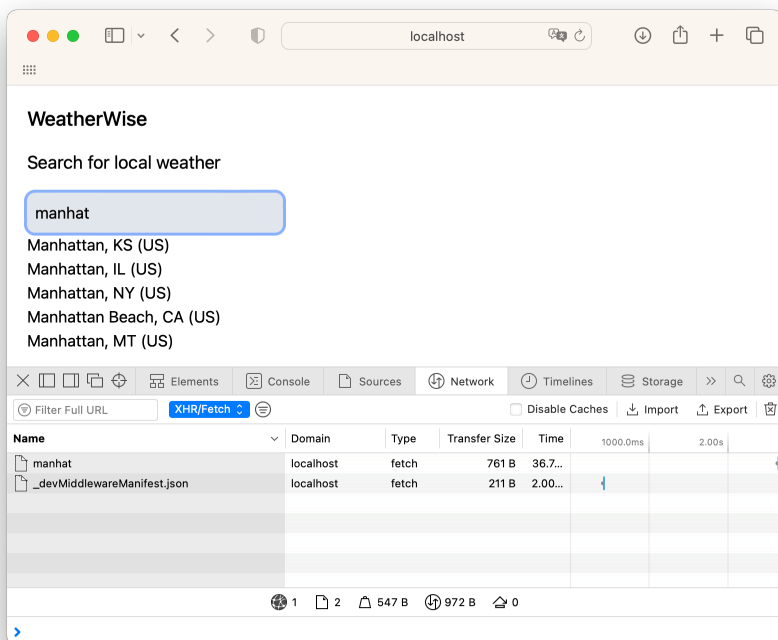 localhost
WeatherWise
Search for local weather
manhat
Manhattan, KS (US)
Manhattan, IL (US)
Manhattan, NY (US)
Manhattan Beach, CA (US)
Manhattan, MT (US)
Elements Console Sources Network Timelines Storage
Filter Full URL XHR/Fetch Disable Caches Import Export
Name Domain Type Transfer Size Time 1000.0ms 2.00s
manhat localhost fetch 761 B 36.7…
_devMiddlewareManifest.json localhost fetch 211 B 2.00…
1 2 547 B 972 B 0